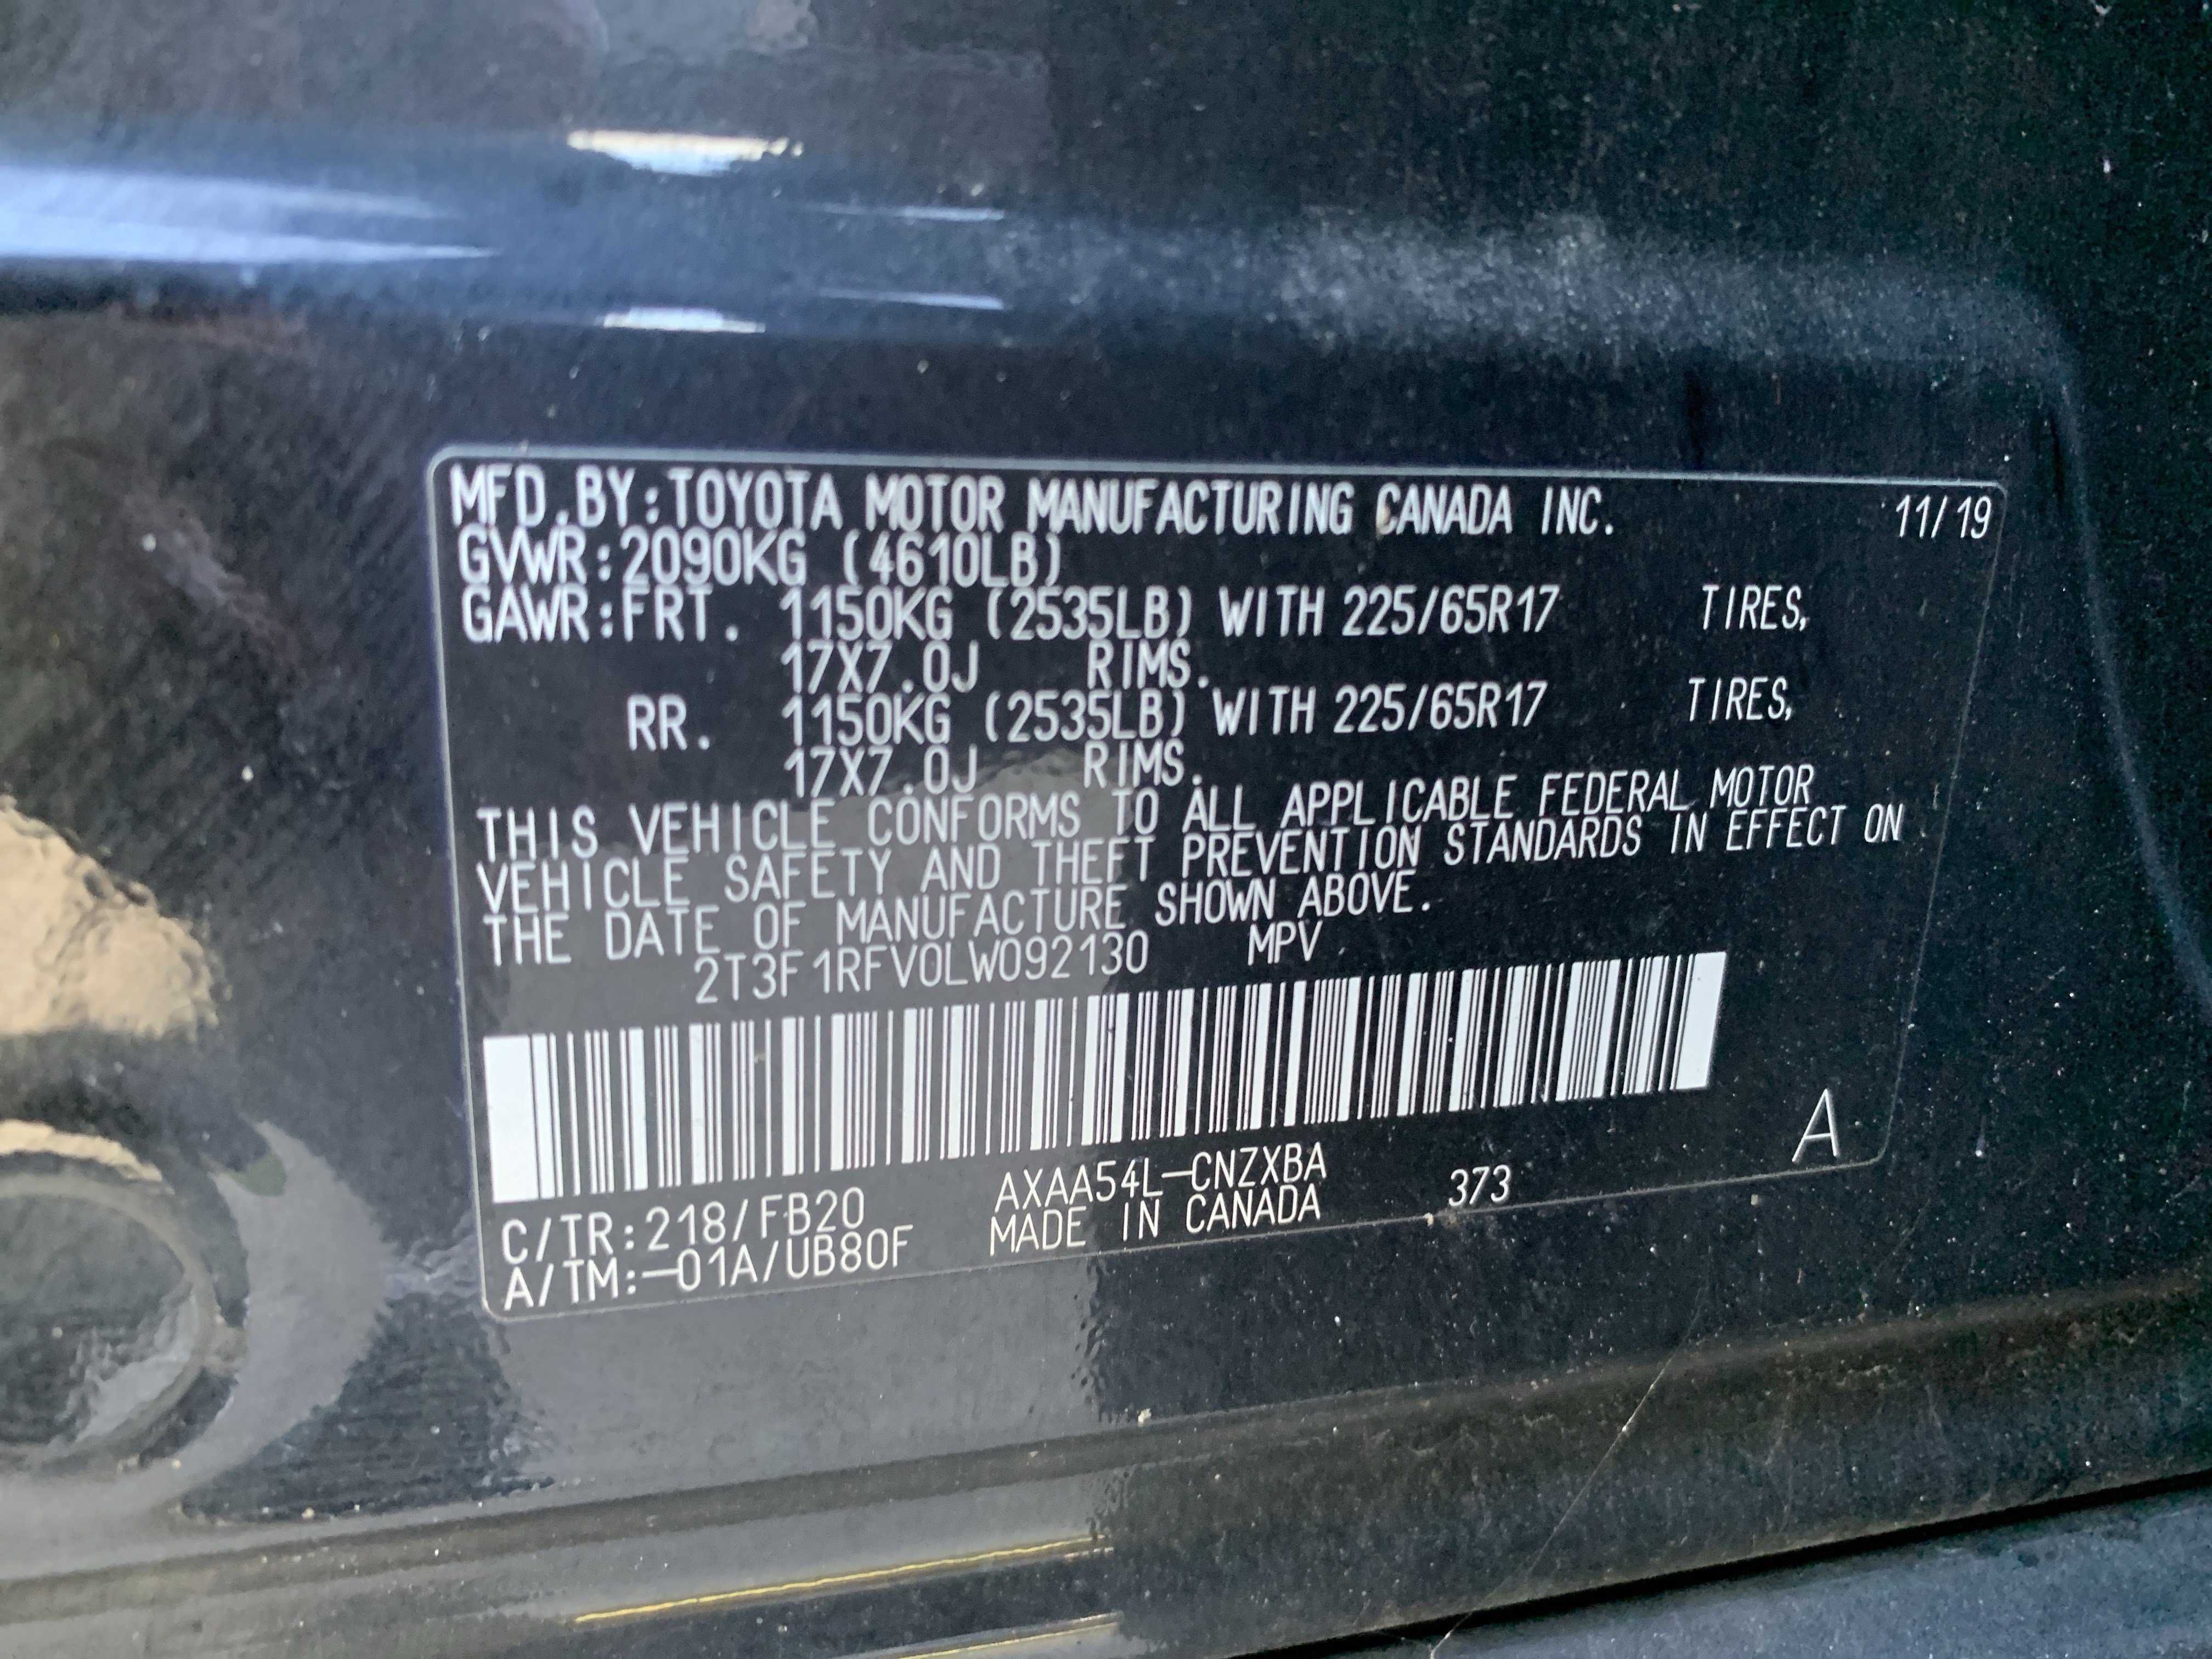 MFD.BY:TOYOTA MOTOR MANUFACTURING CANADA INC. 11/19
GVWR:2090KG (4610LB)
GAWR:FRT. 1150KG (2535LB) WITH 225/65R17 TIRES,
17X7.0J RIMS.
RR. 1150KG (2535LB) WITH 225/65R17 TIRES,
17X7.0J RIMS.
THIS VEHICLE CONFORMS TO ALL APPLICABLE FEDERAL MOTOR
VEHICLE SAFETY AND THEFT PREVENTION STANDARDS IN EFFECT ON
THE DATE OF MANUFACTURE SHOWN ABOVE.
2T3F1RFV0LW092130 MPV
C/TR:218/FB20 AXAA54L-CNZXBA 373 A
A/TM:-01A/UB80F MADE IN CANADA